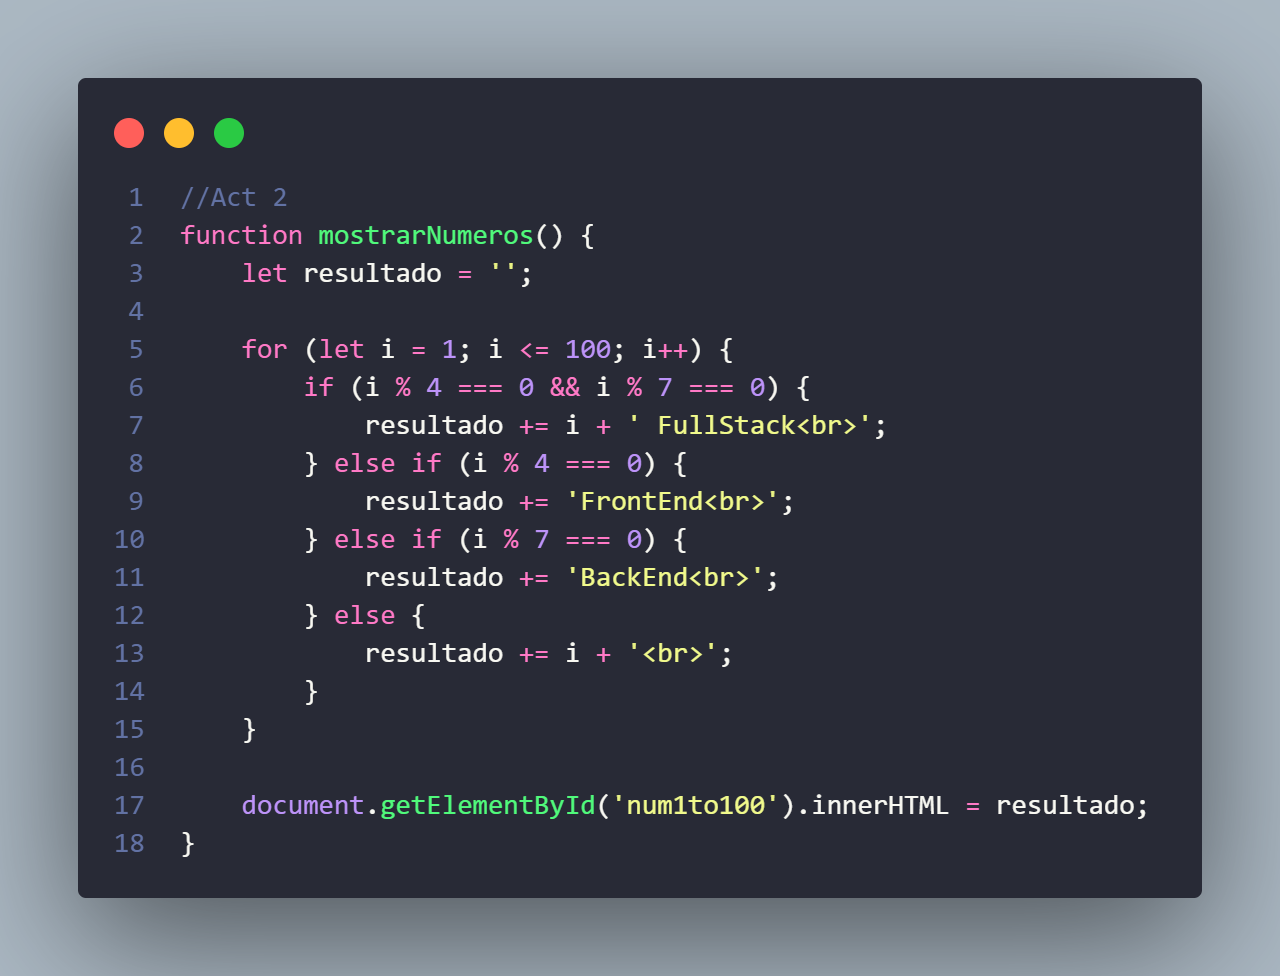 1 //Act 2
2 function mostrarNumeros() {
3     let resultado = '';
4
5     for (let i = 1; i <= 100; i++) {
6         if (i % 4 === 0 && i % 7 === 0) {
7             resultado += i + ' FullStack<br>';
8         } else if (i % 4 === 0) {
9             resultado += 'FrontEnd<br>';
10         } else if (i % 7 === 0) {
11             resultado += 'BackEnd<br>';
12         } else {
13             resultado += i + '<br>';
14         }
15     }
16
17     document.getElementById('num1to100').innerHTML = resultado;
18 }